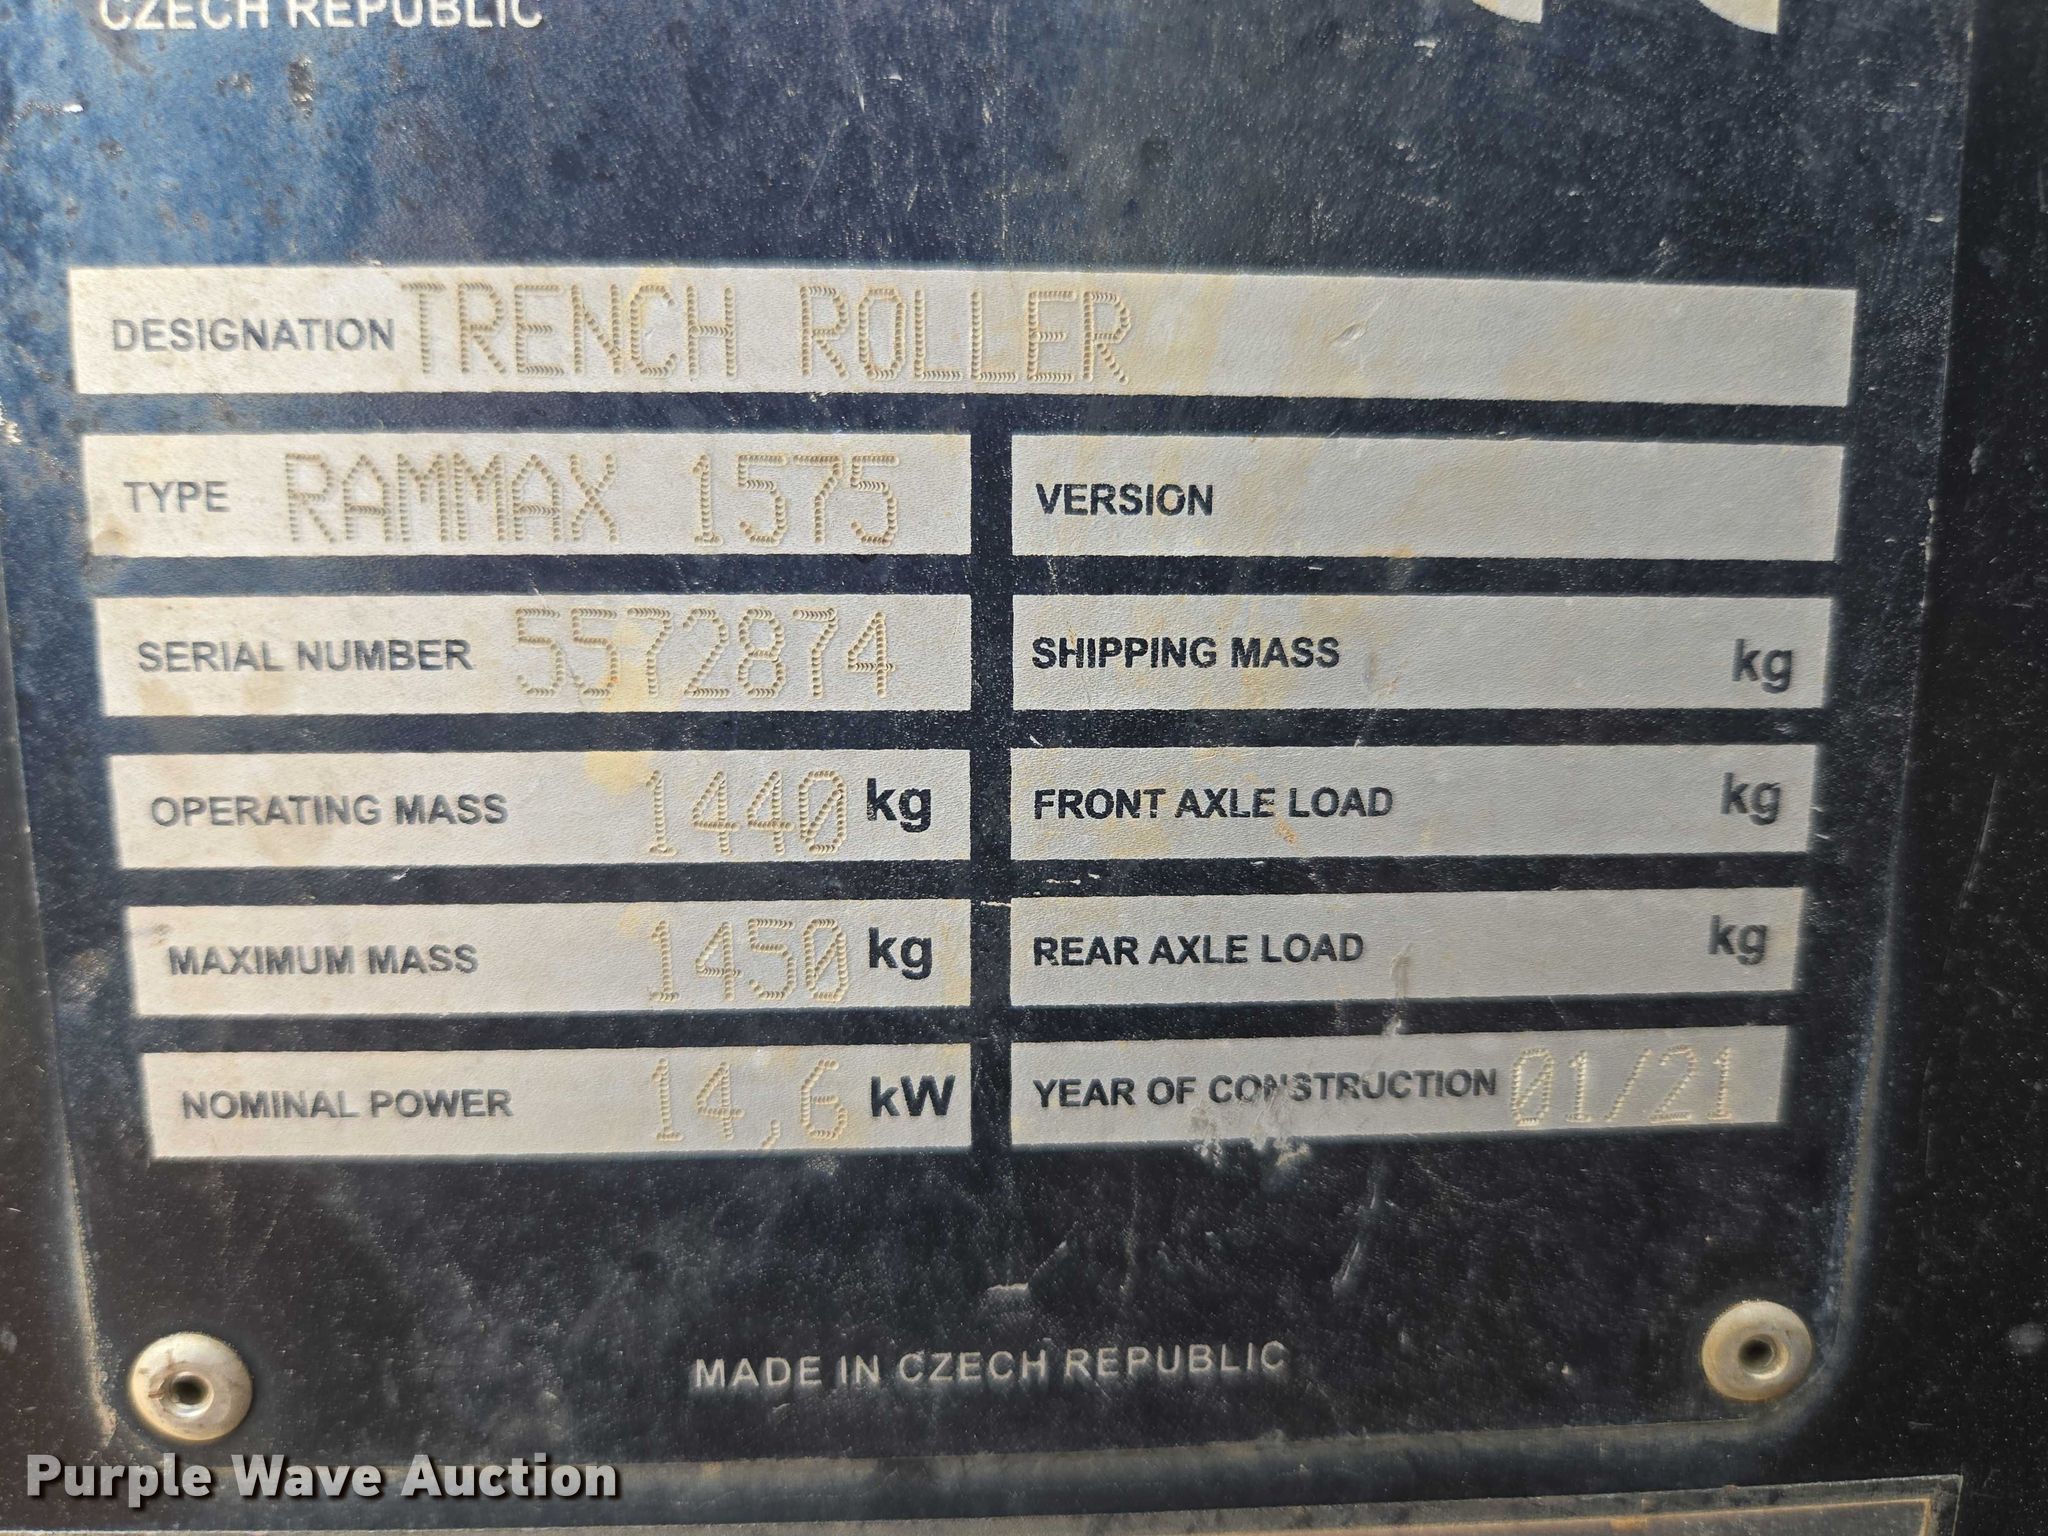 CZECH REPUBLIC
DESIGNATION TRENCH ROLLER
TYPE RAMMAX 1575
VERSION
SERIAL NUMBER 5572874
SHIPPING MASS kg
OPERATING MASS 1440 kg
FRONT AXLE LOAD kg
MAXIMUM MASS 1450 kg
REAR AXLE LOAD kg
NOMINAL POWER 14,6 kW
YEAR OF CONSTRUCTION 01/21
MADE IN CZECH REPUBLIC
Purple Wave Auction